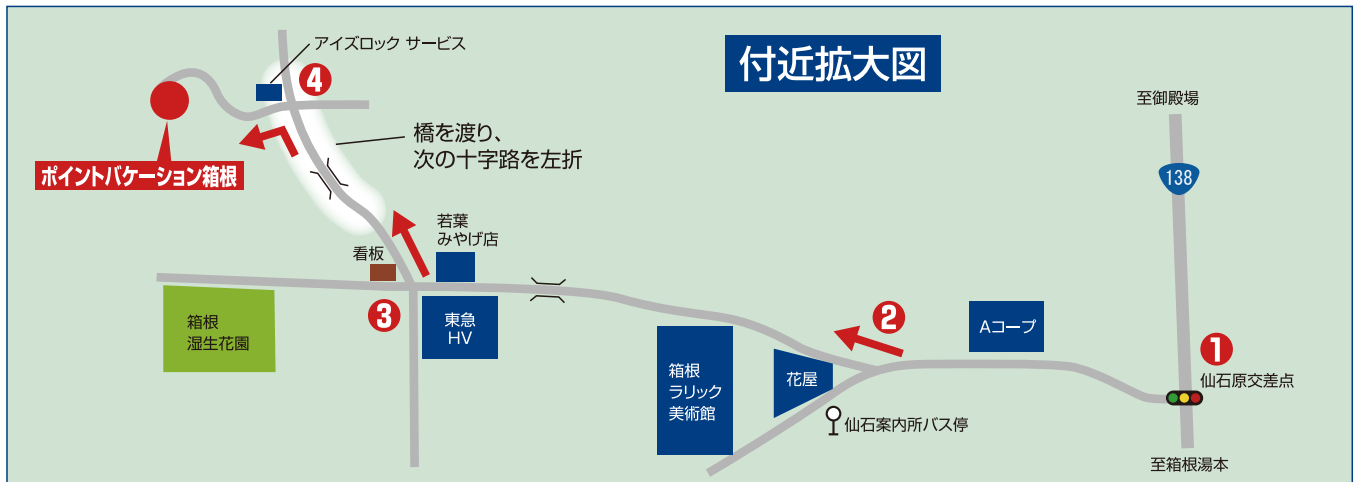 付近拡大図
アイズロック サービス
4
至御殿場
138
橋を渡り、
次の十字路を左折
ポイントバケーション箱根
若葉
みやげ店
看板
3
東急
HV
箱根
湿生花園
2
Aコープ
1
仙石原交差点
箱根
ラリック
美術館
花屋
仙石案内所バス停
至箱根湯本